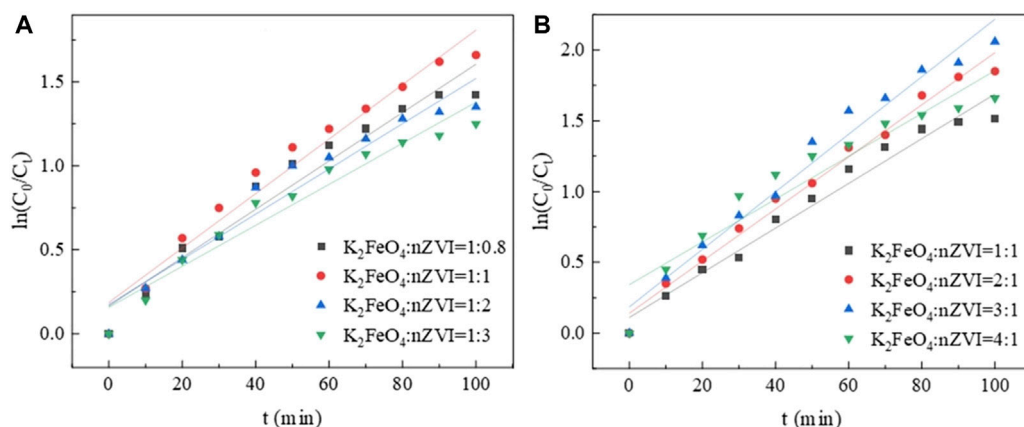 A
ln(C₀/Cₜ)
1.5
1.0
0.5
0.0
K₂FeO₄:nZVI=1:0.8
K₂FeO₄:nZVI=1:1
K₂FeO₄:nZVI=1:2
K₂FeO₄:nZVI=1:3
0 20 40 60 80 100
t (min)
B
ln(C₀/Cₜ)
2.0
1.5
1.0
0.5
0.0
K₂FeO₄:nZVI=1:1
K₂FeO₄:nZVI=2:1
K₂FeO₄:nZVI=3:1
K₂FeO₄:nZVI=4:1
0 20 40 60 80 100
t (min)